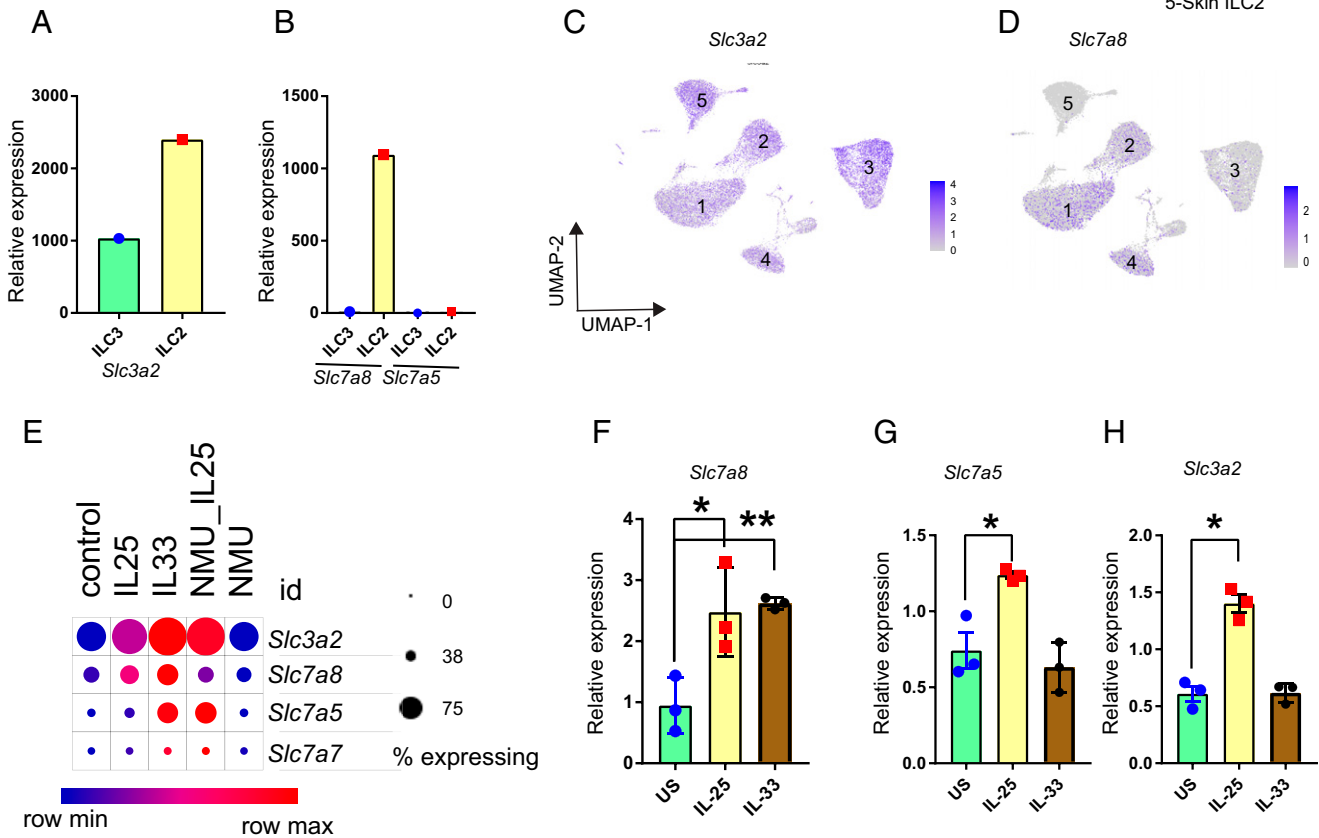 5-Skin ILC2
A
B
C
D
Slc3a2
Slc7a8
3000
2000
1000
0
Relative expression
ILC3
ILC2
Slc3a2
1500
1000
500
0
Relative expression
ILC3
ILC2
ILC3
ILC2
Slc7a8
Slc7a5
5
2
3
1
4
4
3
2
1
0
UMAP-2
UMAP-1
5
2
3
1
4
2
1
0
E
control
IL25
IL33
NMU_IL25
NMU
id
Slc3a2
Slc7a8
Slc7a5
Slc7a7
0
38
75
% expressing
row min
row max
F
Slc7a8
* **
4
3
2
1
0
Relative expression
US
IL-25
IL-33
G
Slc7a5
*
1.5
1.0
0.5
0.0
Relative expression
US
IL-25
IL-33
H
Slc3a2
*
2.0
1.5
1.0
0.5
0.0
Relative expression
US
IL-25
IL-33